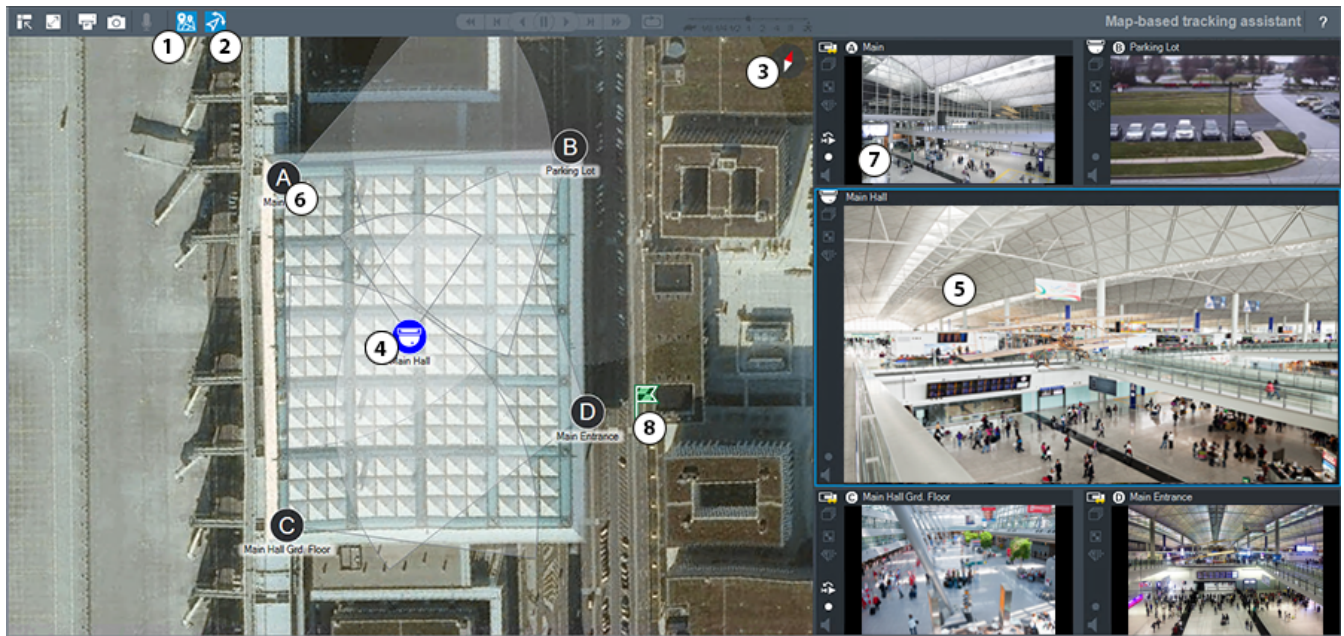 Map-based tracking assistant ?
1
2
3
A Main
B Parking Lot
7
B
Parking Lot
A
6
Main
Main Hall
5
4
Main Hall
D
8
Main Entrance
C
Main Hall Grd. Floor
C Main Hall Grd. Floor
D Main Entrance